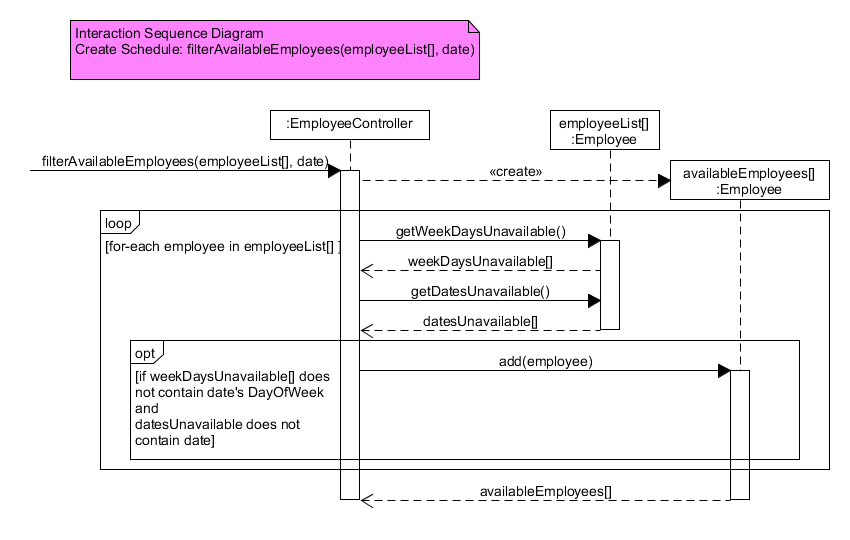 Interaction Sequence Diagram
Create Schedule: filterAvailableEmployees(employeeList[], date)
:EmployeeController
employeeList[]
:Employee
filterAvailableEmployees(employeeList[], date)
«create»
availableEmployees[]
:Employee
loop
[for-each employee in employeeList[] ]
getWeekDaysUnavailable()
weekDaysUnavailable[]
getDatesUnavailable()
datesUnavailable[]
opt
[if weekDaysUnavailable[] does
not contain date's DayOfWeek
and
datesUnavailable does not
contain date]
add(employee)
availableEmployees[]